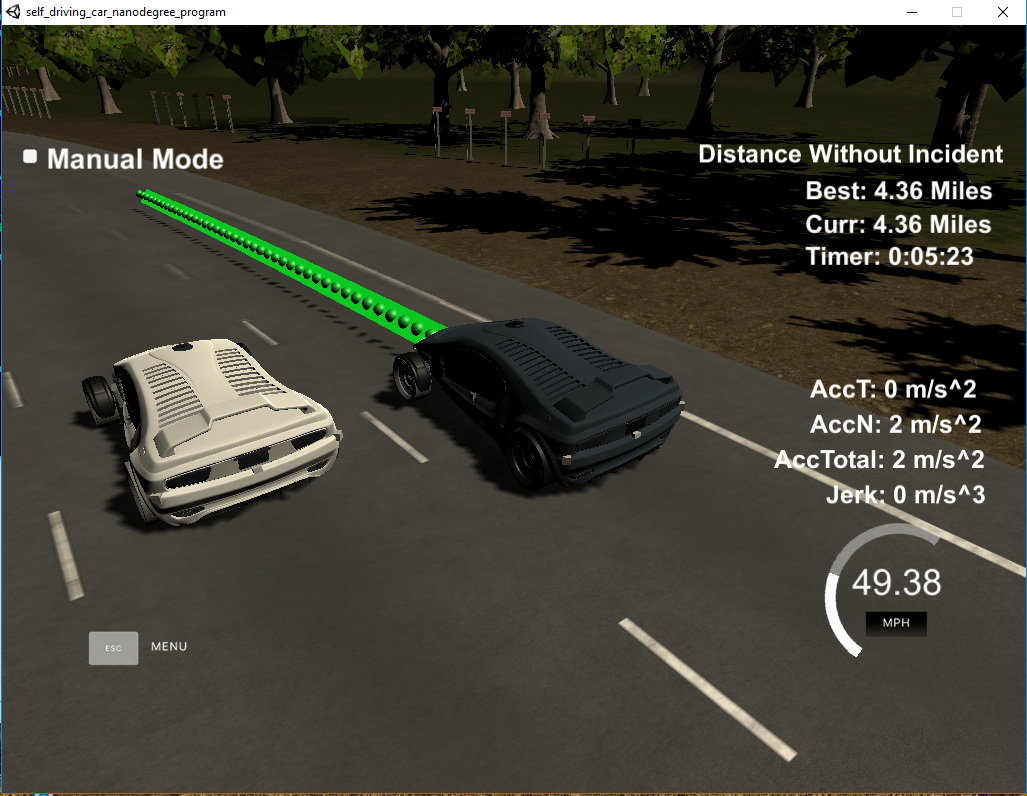 self_driving_car_nanodegree_program
Manual Mode
Distance Without Incident
Best: 4.36 Miles
Curr: 4.36 Miles
Timer: 0:05:23
AccT: 0 m/s^2
AccN: 2 m/s^2
AccTotal: 2 m/s^2
Jerk: 0 m/s^3
49.38
MPH
ESC
MENU